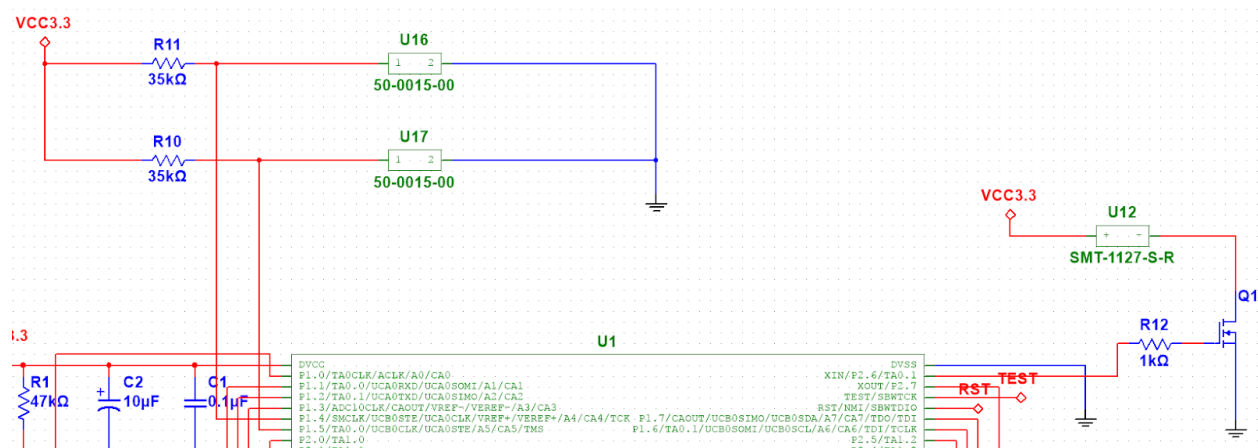 VCC3.3
R11
35kΩ
U16
1 2
50-0015-00
R10
35kΩ
U17
1 2
50-0015-00
VCC3.3
U12
+ -
SMT-1127-S-R
Q1
R12
1kΩ
3.3
U1
R1
47kΩ
C2
+
10µF
C1
0.1µF
DVCC
P1.0/TA0CLK/ACLK/A0/CA0
P1.1/TA0.0/UCA0RXD/UCA0SOMI/A1/CA1
P1.2/TA0.1/UCA0TXD/UCA0SIMO/A2/CA2
P1.3/ADC10CLK/CAOUT/VREF-/VEREF-/A3/CA3
P1.4/SMCLK/UCB0STE/UCA0CLK/VREF+/VEREF+/A4/CA4/TCK
P1.5/TA0.0/UCB0CLK/UCA0STE/A5/CA5/TMS
P2.0/TA1.0
DVSS
XIN/P2.6/TA0.1
XOUT/P2.7
TEST/SBWTCK
RST/NMI/SBWTDIO
P1.7/CAOUT/UCB0SIMO/UCB0SDA/A7/CA7/TDO/TDI
P1.6/TA0.1/UCB0SOMI/UCB0SCL/A6/CA6/TDI/TCLK
P2.5/TA1.2
TEST
RST